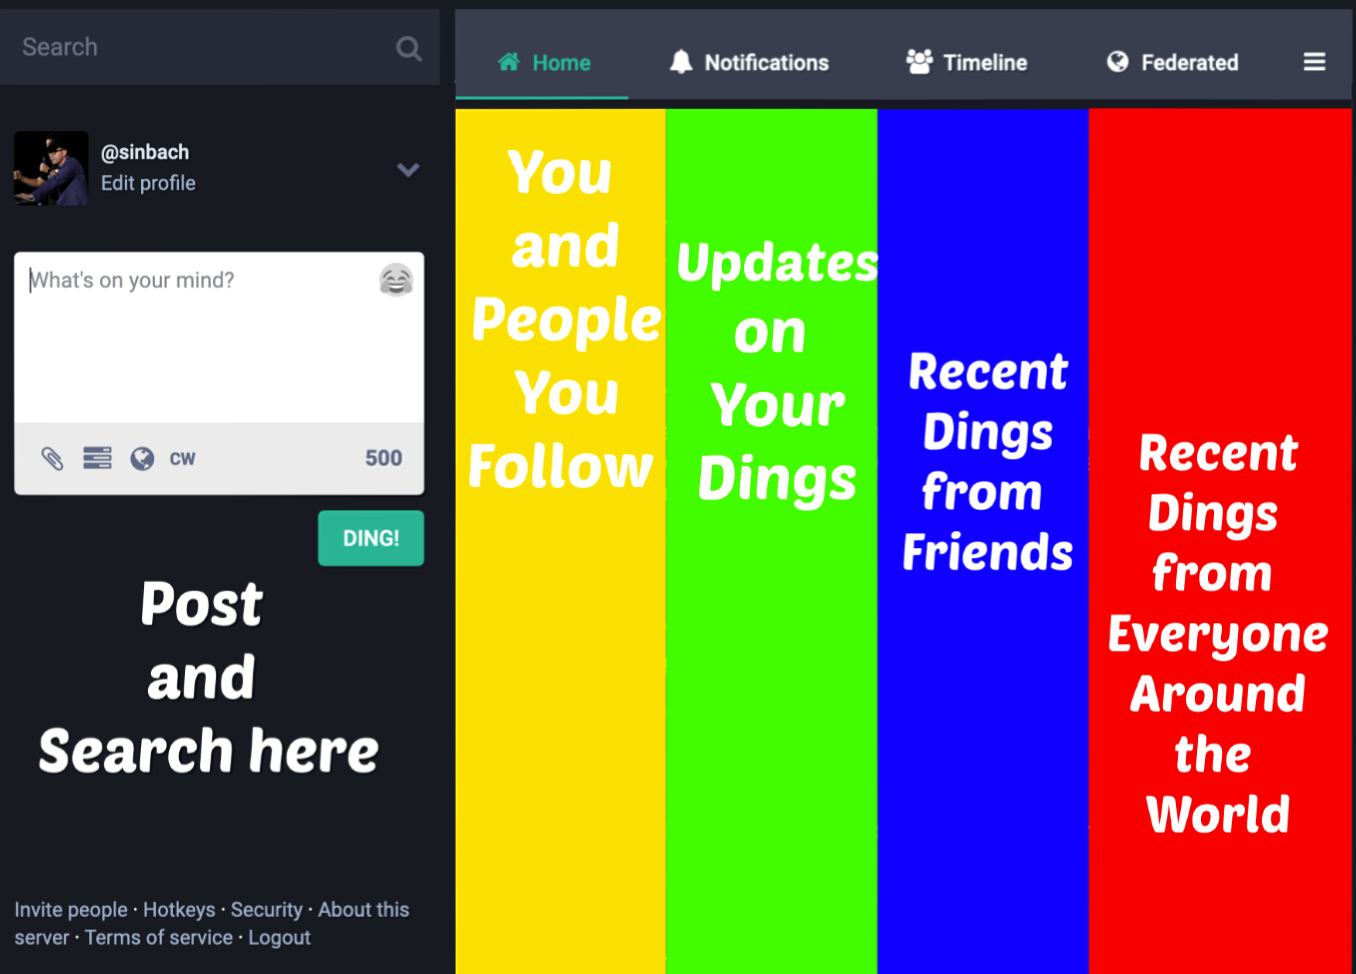 Search
@sinbach
Edit profile
What's on your mind?
CW
500
DING!
Post
and
Search here
Invite people · Hotkeys · Security · About this
server · Terms of service · Logout
Home Notifications Timeline Federated
You
and
People
You
Follow
Updates
on
Your
Dings
Recent
Dings
from
Friends
Recent
Dings
from
Everyone
Around
the
World